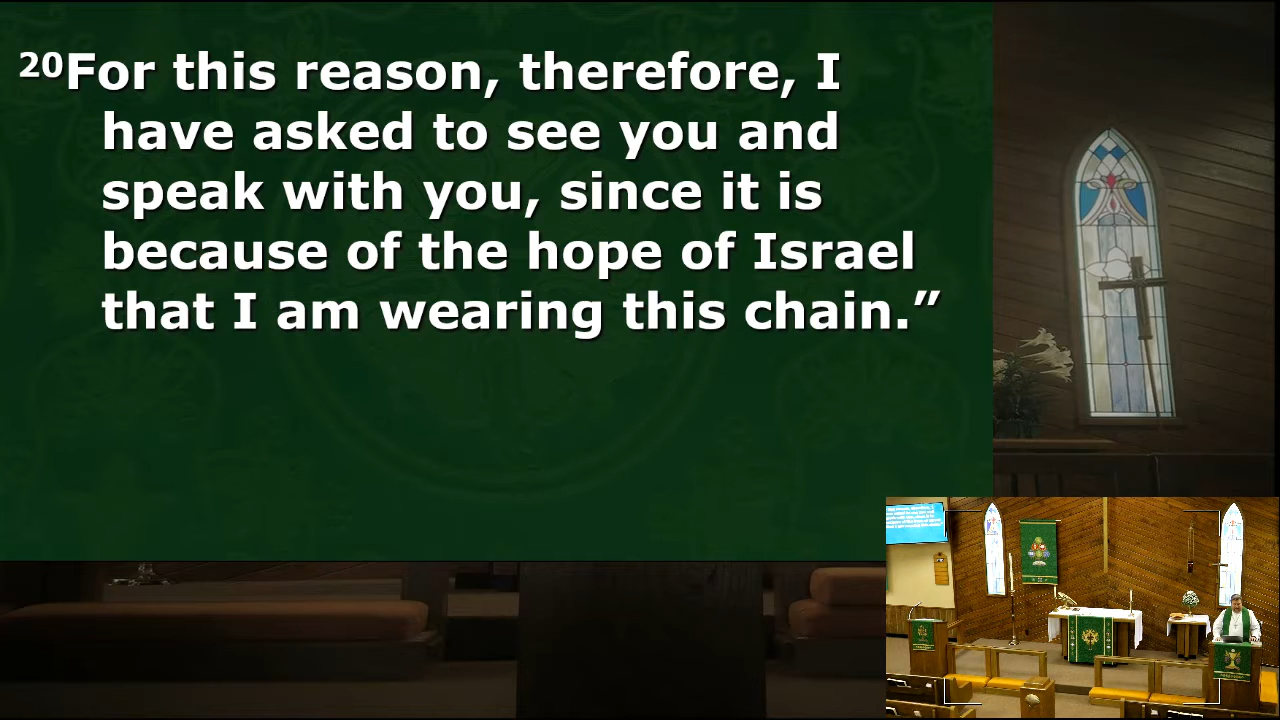 20For this reason, therefore, I
have asked to see you and
speak with you, since it is
because of the hope of Israel
that I am wearing this chain.”